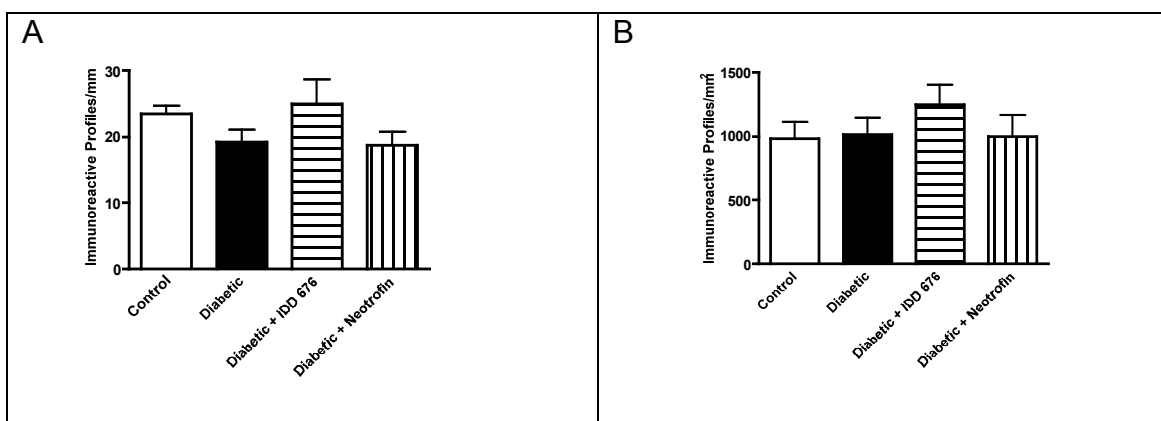 A
Immunoreactive Profiles/mm
30
20
10
0
Control
Diabetic
Diabetic + IDD 676
Diabetic + Neotrofin
B
Immunoreactive Profiles/mm²
1500
1000
500
0
Control
Diabetic
Diabetic + IDD 676
Diabetic + Neotrofin